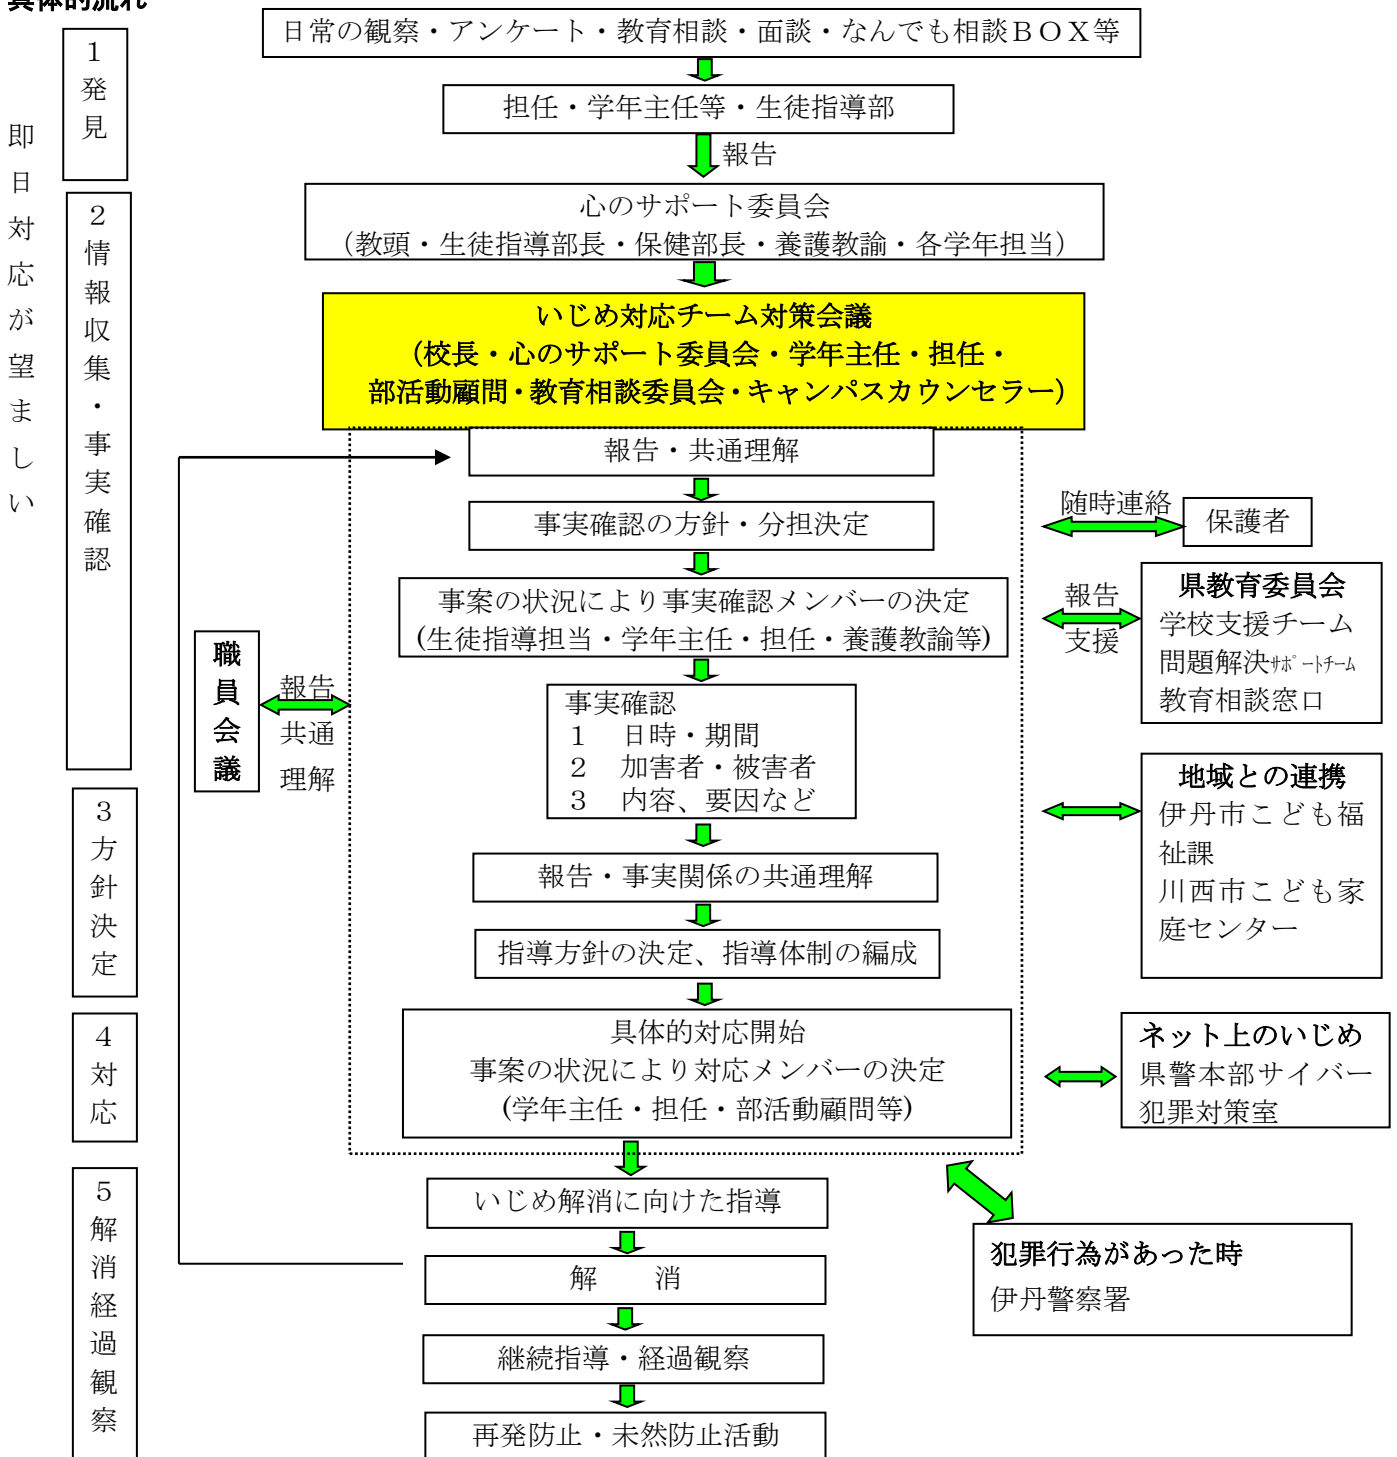 具体的流れ
日常の観察・アンケート・教育相談・面談・なんでも相談ＢＯＸ等
１発見
即日対応が望ましい
担任・学年主任等・生徒指導部
報告
心のサポート委員会
（教頭・生徒指導部長・保健部長・養護教諭・各学年担当）
２情報収集・事実確認
いじめ対応チーム対策会議
（校長・心のサポート委員会・学年主任・担任・
部活動顧問・教育相談委員会・キャンパスカウンセラー）
報告・共通理解
事実確認の方針・分担決定
随時連絡
保護者
事案の状況により事実確認メンバーの決定
(生徒指導担当・学年主任・担任・養護教諭等)
報告
支援
県教育委員会
学校支援チーム
問題解決ｻﾎﾟｰﾄﾁｰﾑ
教育相談窓口
職員会議
報告
共通
理解
事実確認
１　日時・期間
２　加害者・被害者
３　内容、要因など
地域との連携
伊丹市こども福
祉課
川西市こども家
庭センター
３方針決定
報告・事実関係の共通理解
指導方針の決定、指導体制の編成
４対応
具体的対応開始
事案の状況により対応メンバーの決定
(学年主任・担任・部活動顧問等)
ネット上のいじめ
県警本部サイバー
犯罪対策室
５解消経過観察
いじめ解消に向けた指導
解　　消
犯罪行為があった時
伊丹警察署
継続指導・経過観察
再発防止・未然防止活動